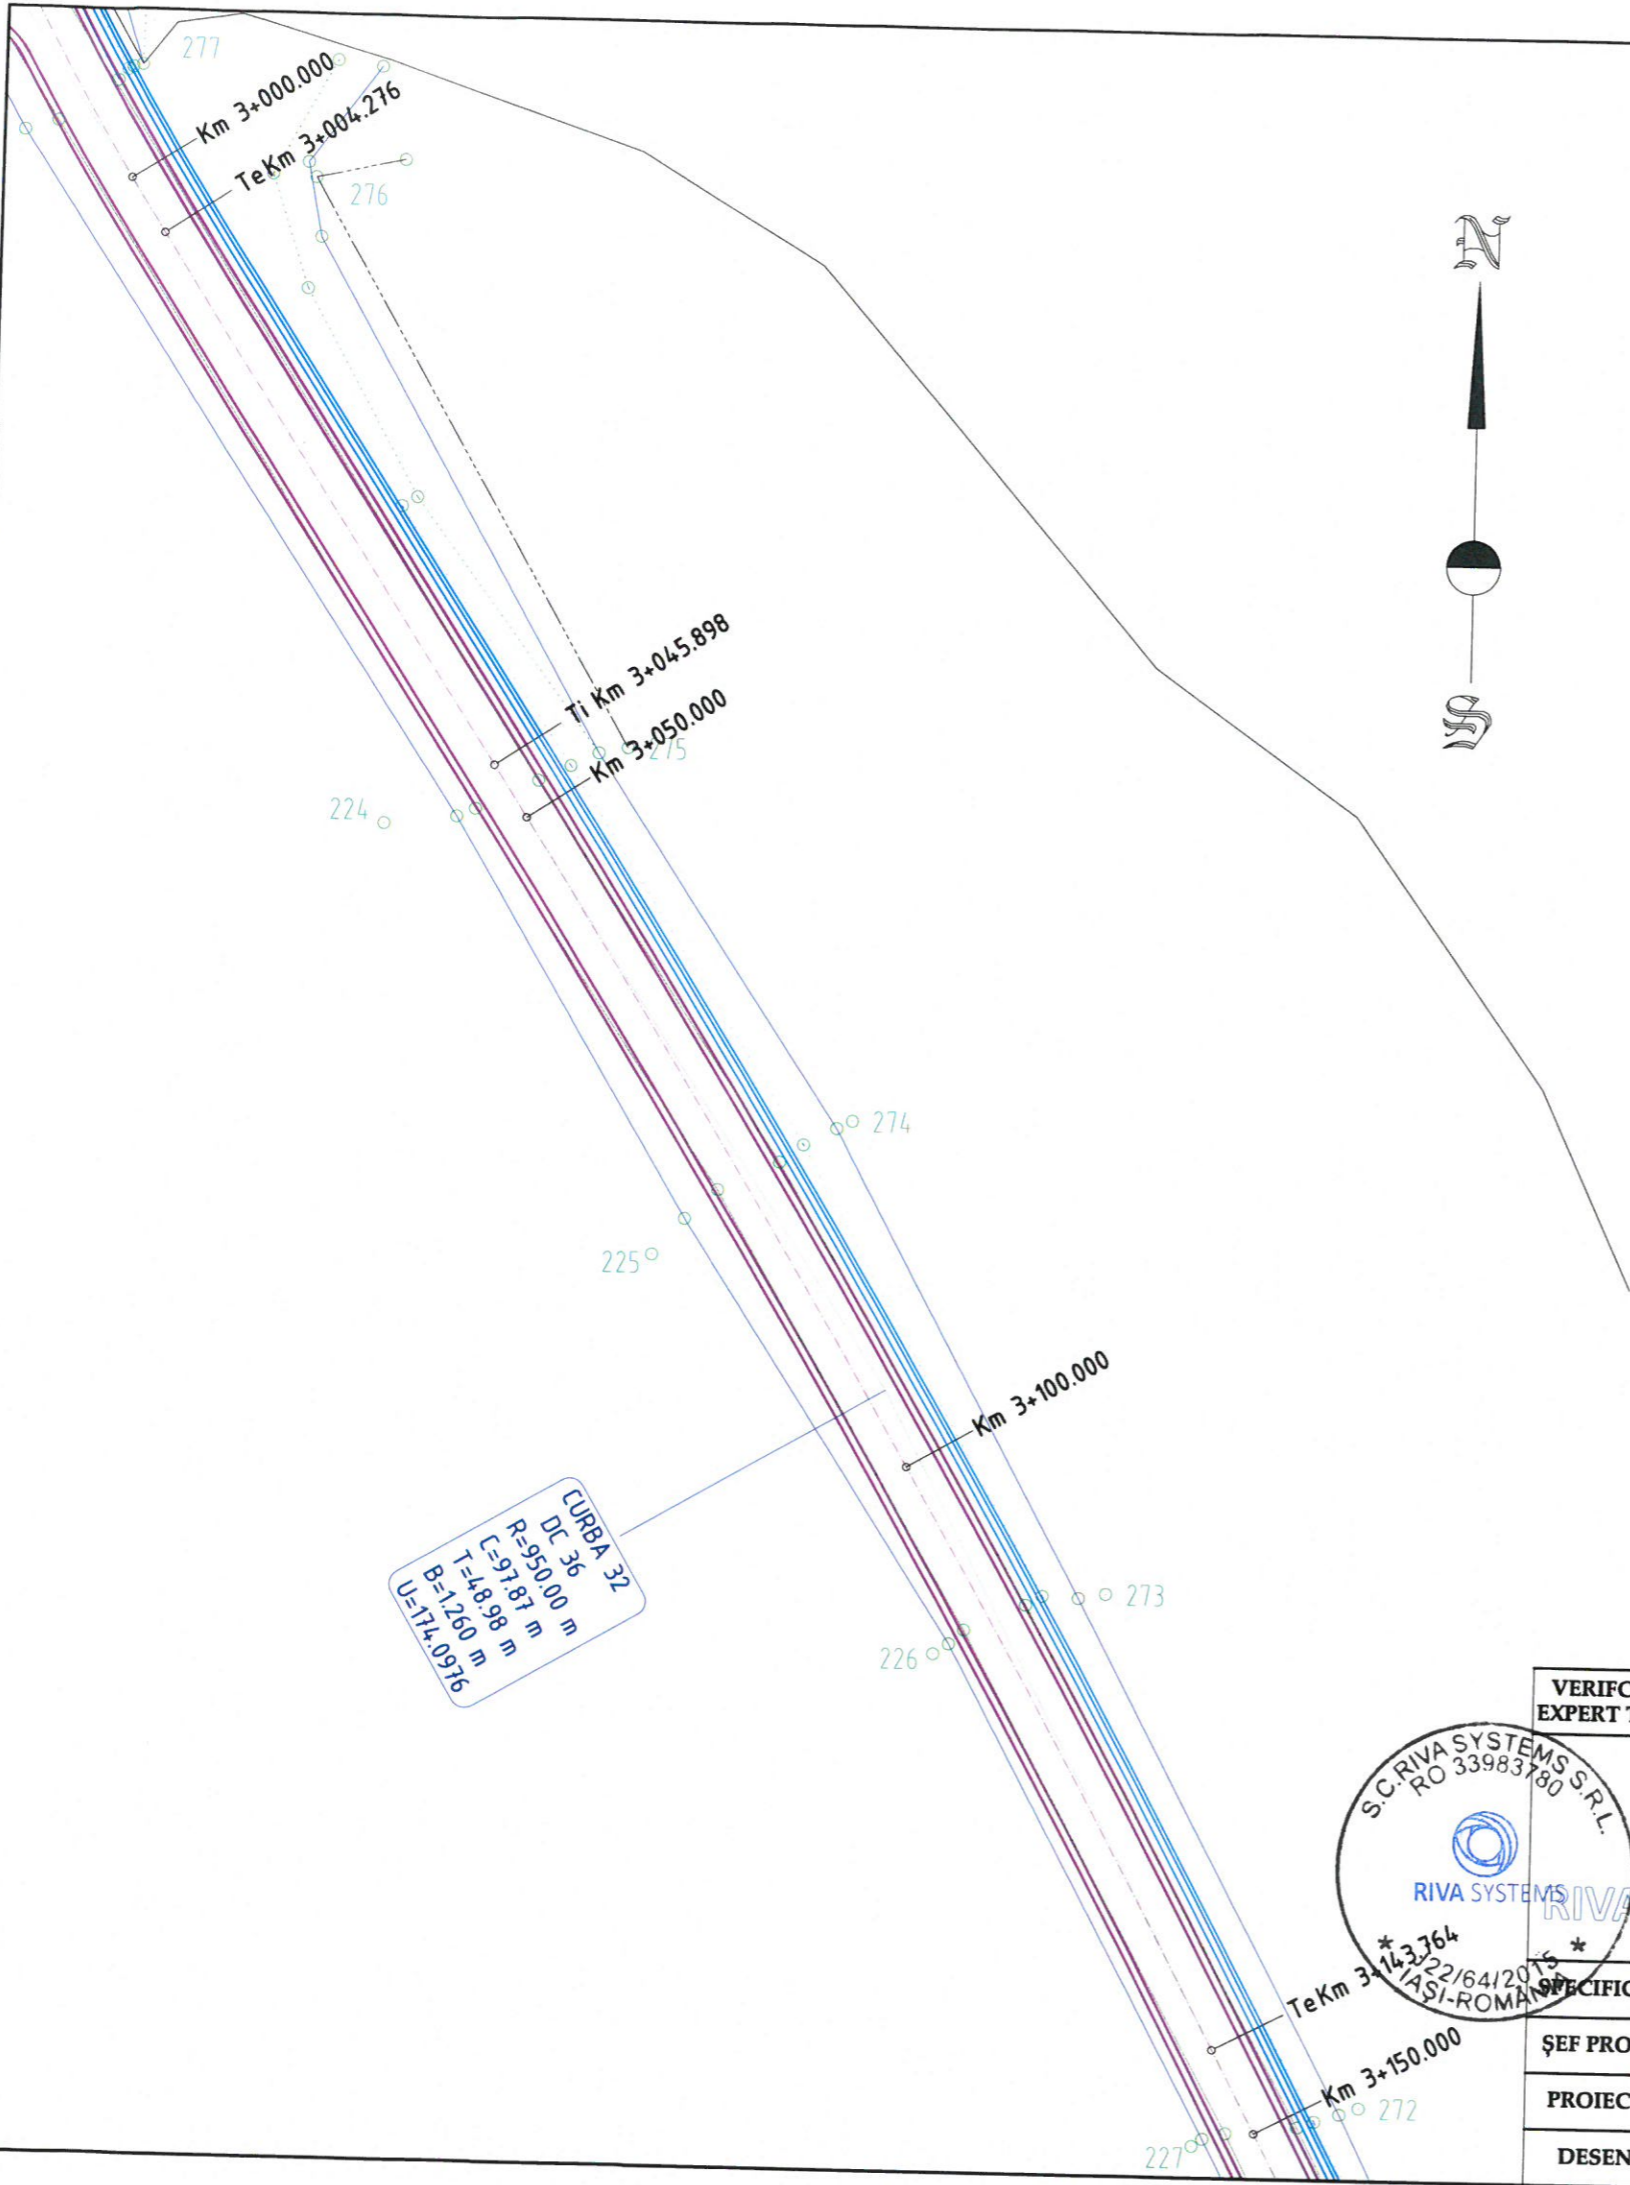 277
Km 3+000.000
TeKm 3+004.276
276
N
S
Ti Km 3+045.898
Km 3+050.000
275
224
274
225
Km 3+100.000
CURBA 32
DC 36
R=950.00 m
C=97.87 m
T=48.98 m
B=1.260 m
U=174.0976
273
226
VERIFC
EXPERT
S.C.RIVA SYSTEMS S.R.L.
RO 33983780
RIVA SYSTEMS
RIVA
* *
J22/64/2015
IAŞI-ROMÂNIA
TeKm 3+143.764
SPECIFIC
ŞEF PRO
Km 3+150.000
PROIEC
272
227
DESEN